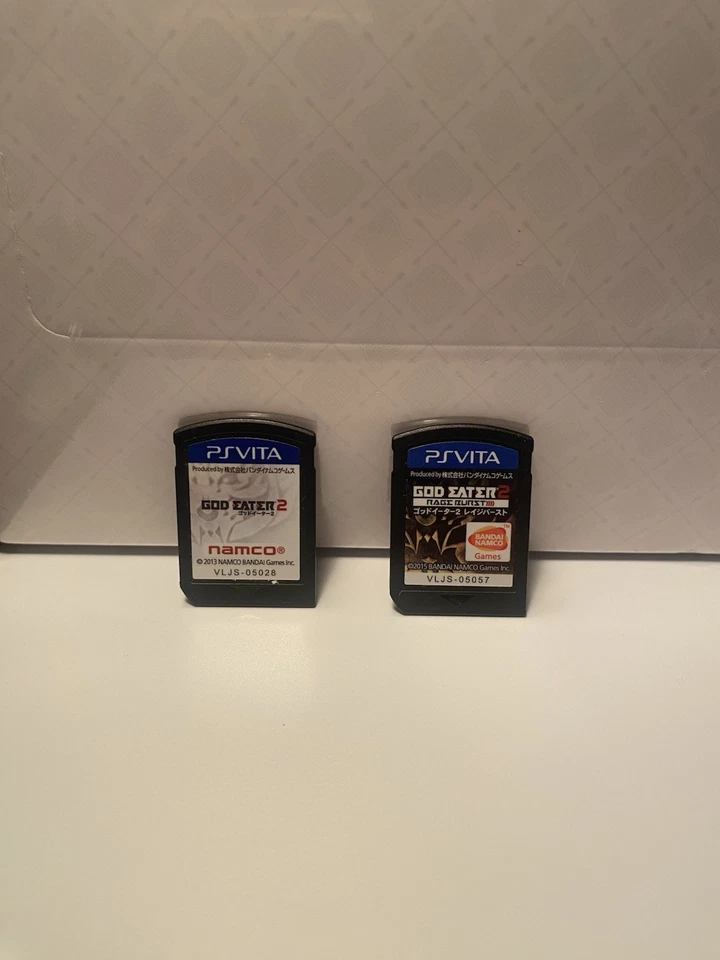 PSVITA
Produced by 株式会社バンダイナムコゲームス
GOD EATER 2
ゴッドイーター2
namco®
©2013 NAMCO BANDAI Games Inc.
VLJS-05028
PSVITA
Produced by 株式会社バンダイナムコゲームス
GOD EATER 2
RAGE BURST
ゴッドイーター2 レイジバースト
BANDAI
NAMCO
™
Games
©2015 BANDAI NAMCO Games Inc.
VLJS-05057